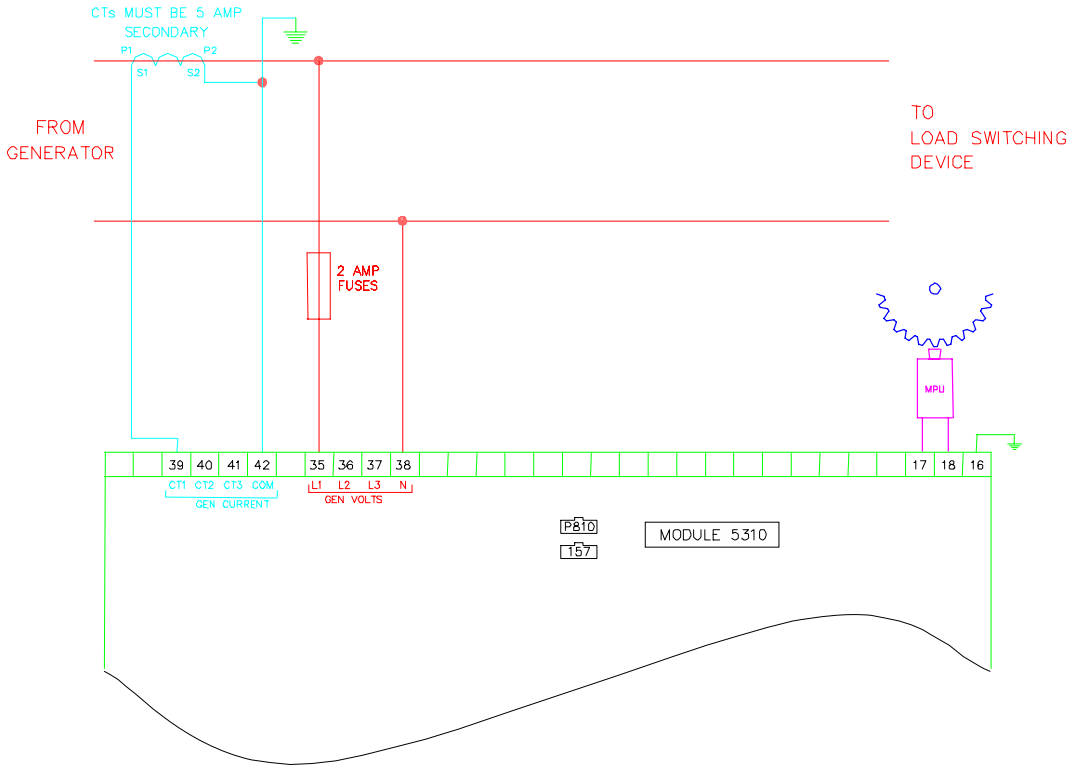 CTs MUST BE 5 AMP
SECONDARY
P1
P2
S1
S2
FROM
GENERATOR
TO
LOAD SWITCHING
DEVICE
2 AMP
FUSES
MPU
39 40 41 42 35 36 37 38 17 18 16
CT1 CT2 CT3 COM L1 L2 L3 N
GEN CURRENT
GEN VOLTS
P810
157
MODULE 5310